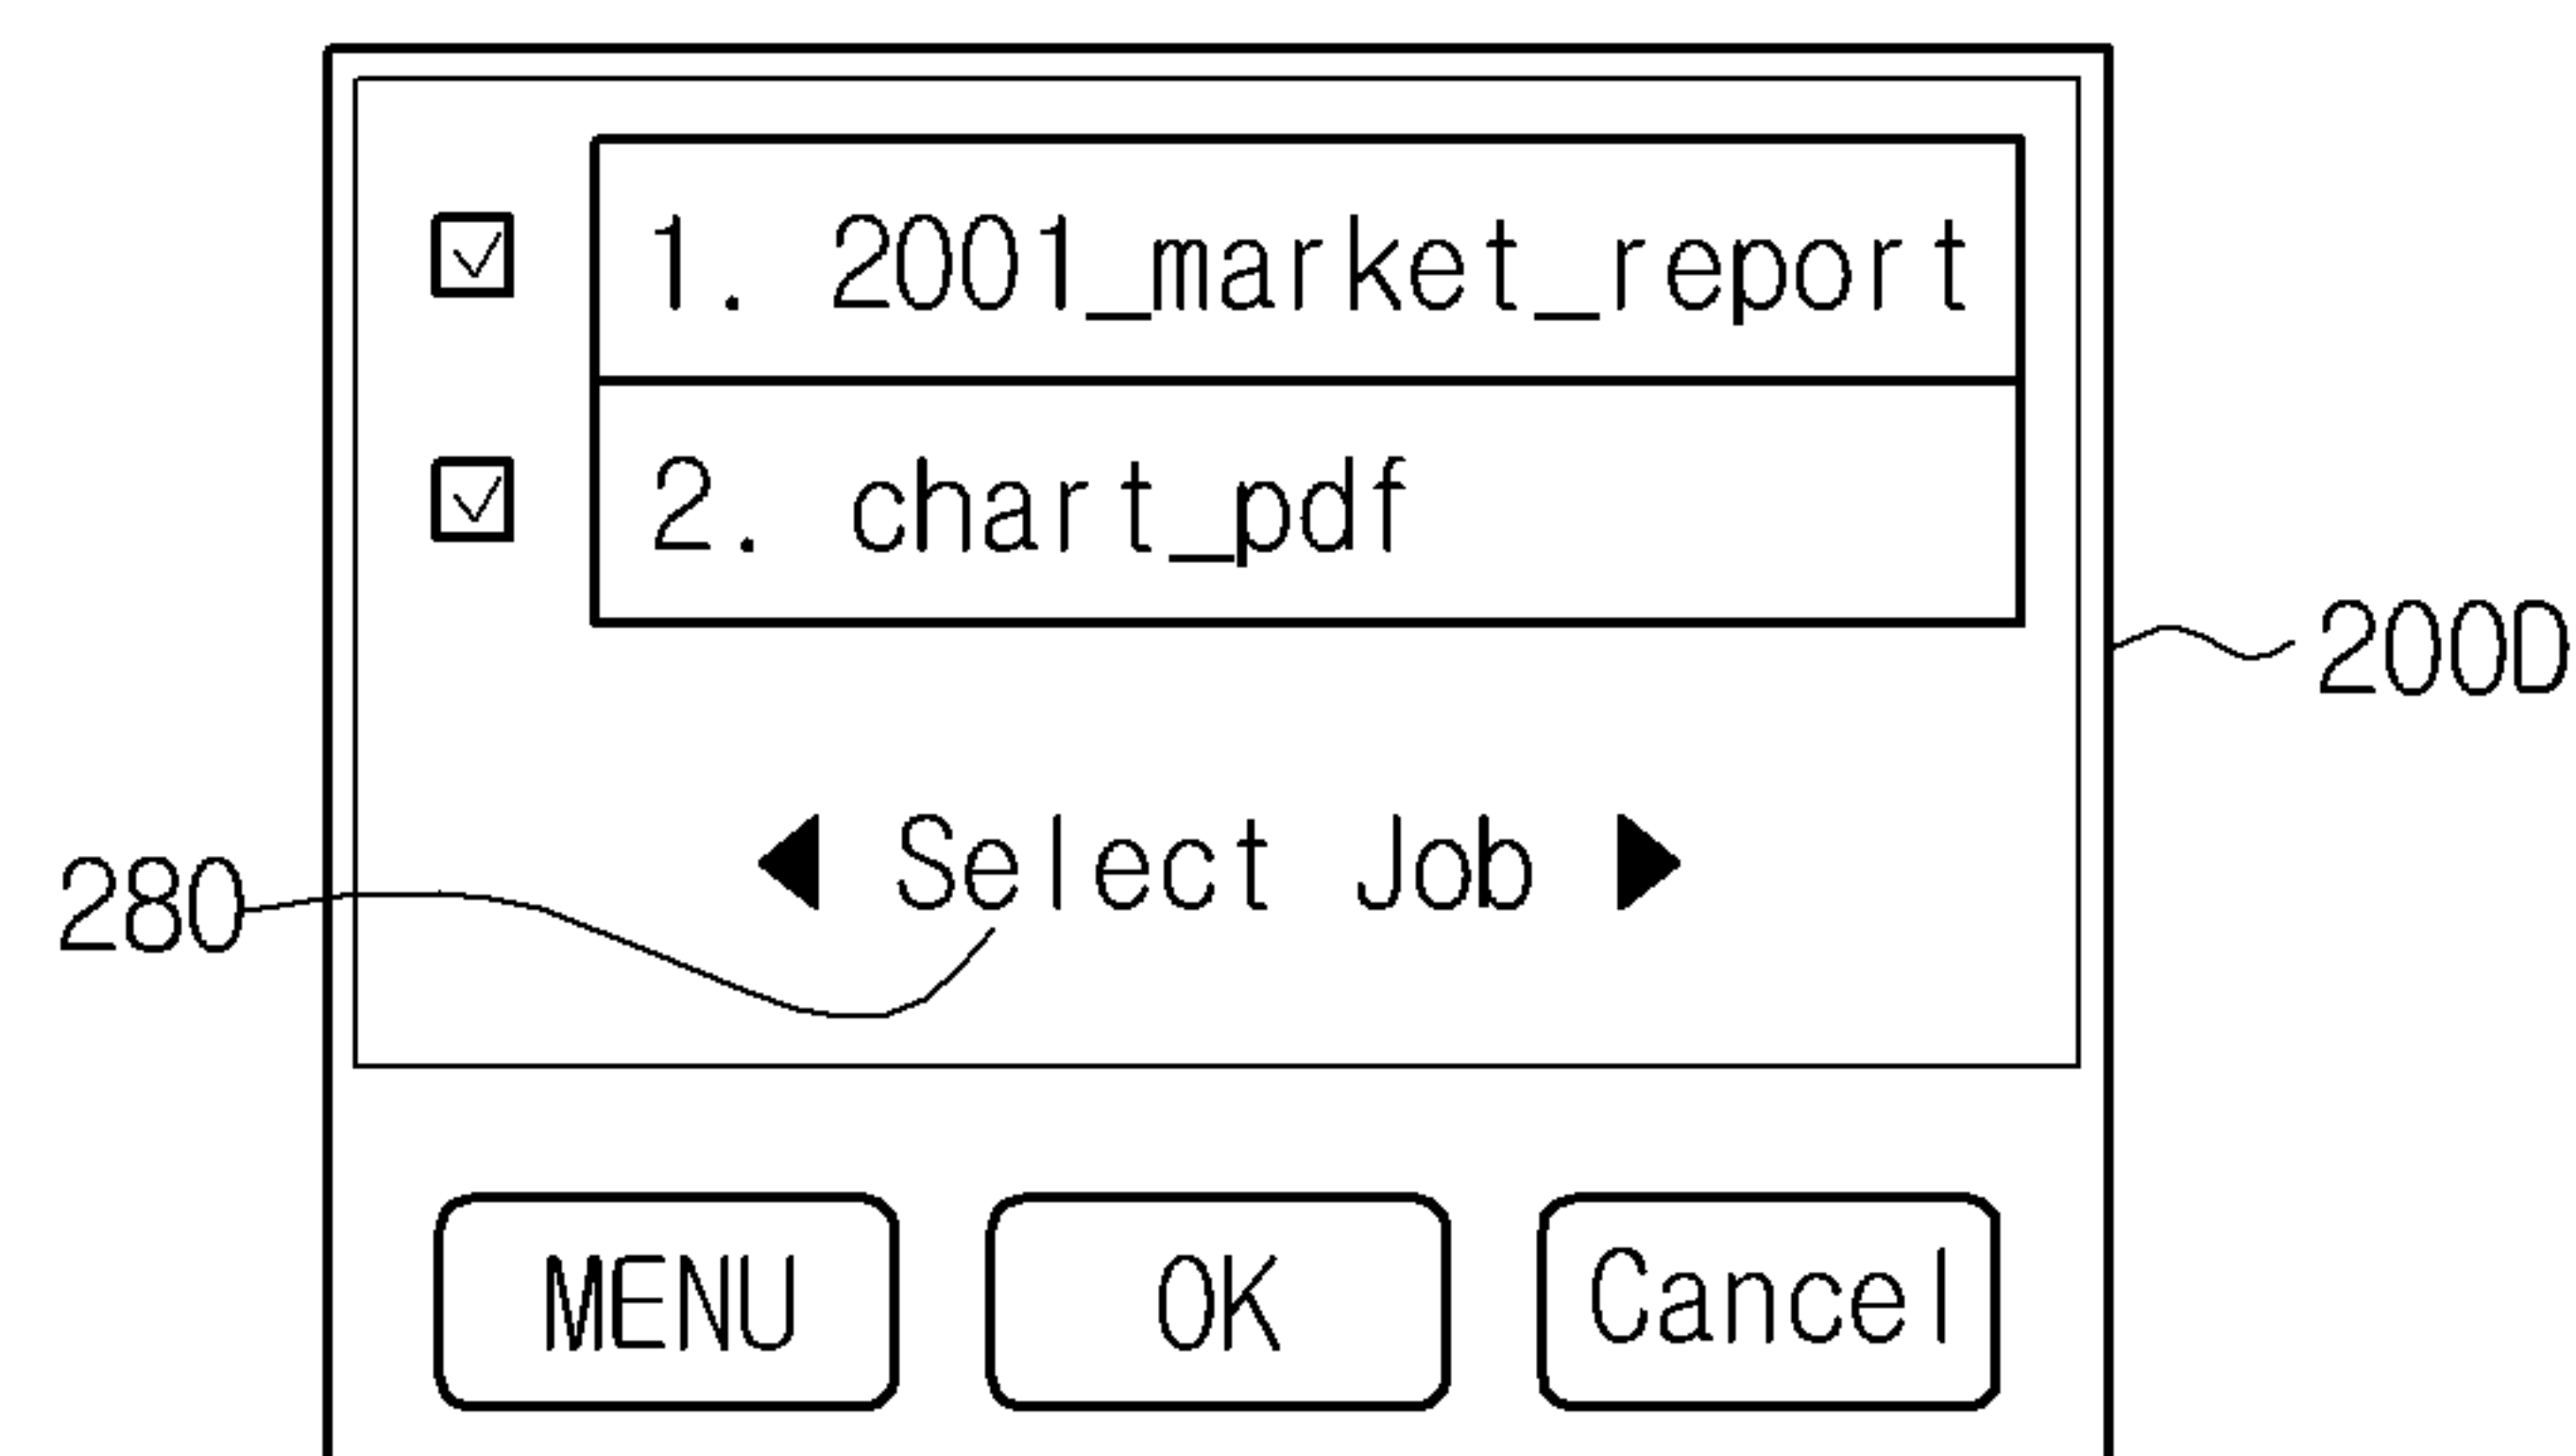 1. 2001_market_report
2. chart_pdf
200D
◀ Select Job ▶
280
MENU OK Cancel